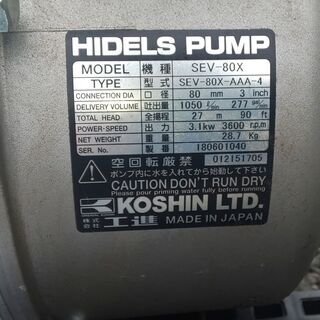 HIDELS PUMP
MODEL 機種 SEV-80X
TYPE 型式 SEV-80X-AAA-4
CONNECTION DIA 口径 80 mm 3 inch
DELIVERY VOLUME 吐出量 1050 ℓ/min 277 gal/min
TOTAL HEAD 全揚程 27 m 90 ft
POWER·SPEED 出力 3.1kw 3600 r.p.m
NET WEIGHT 重量 28.7 Kg
SER. No. 製番 180601040
012151705
空回転厳禁
ポンプ内に水を入れてから始動して下さい
CAUTION DON'T RUN DRY
Please put priming water fully before running
KOSHIN LTD.
株式会社 工進 MADE IN JAPAN